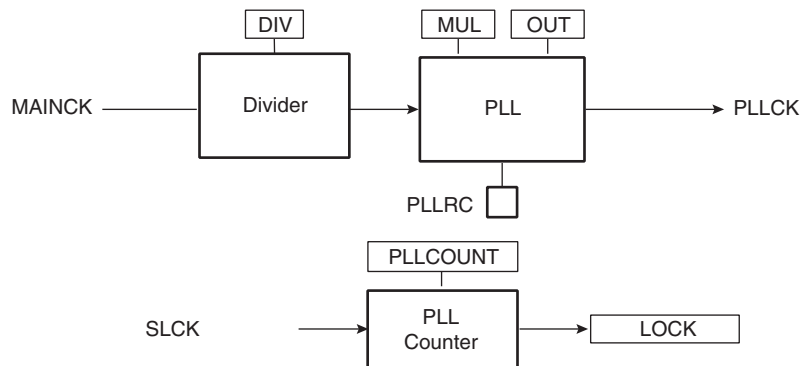 DIV
MUL
OUT
MAINCK
Divider
PLL
PLLCK
PLLRC
PLLCOUNT
SLCK
PLL
Counter
LOCK